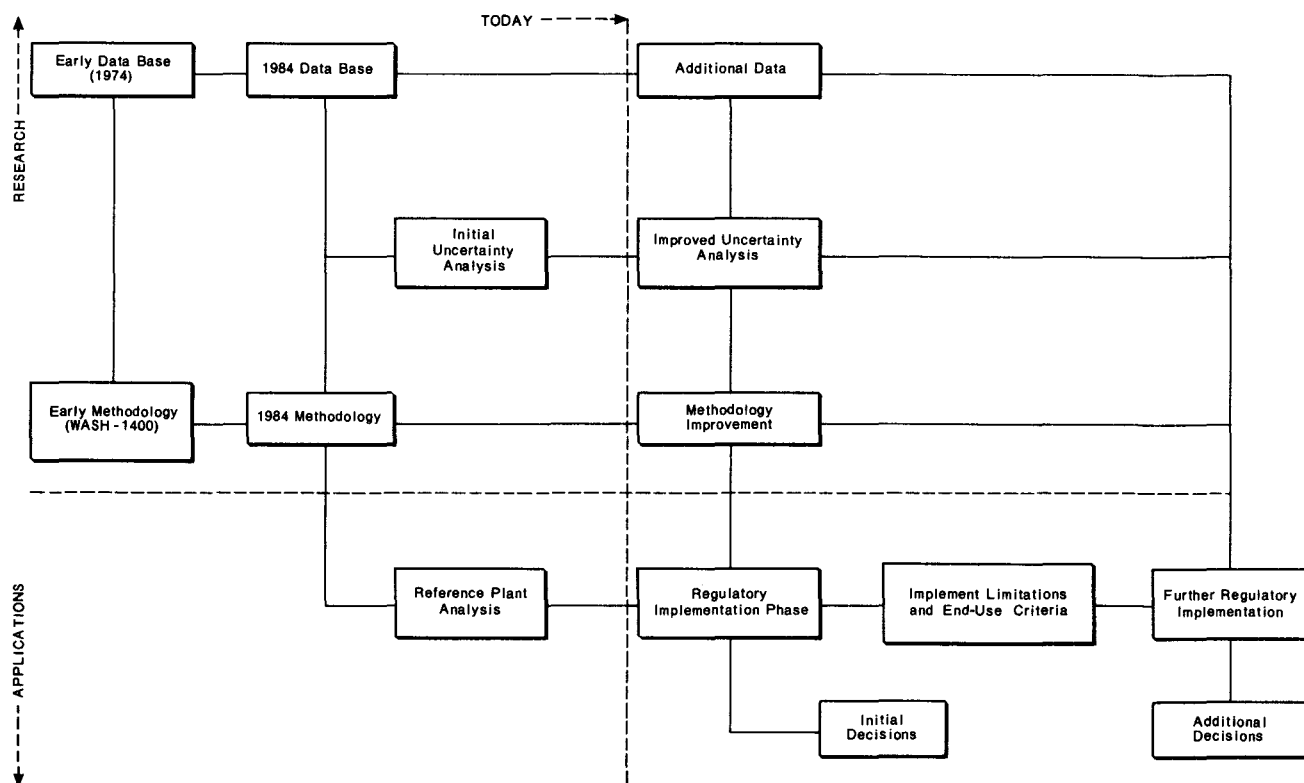 TODAY
RESEARCH
Early Data Base
(1974)
1984 Data Base
Additional Data
Initial
Uncertainty
Analysis
Improved Uncertainty
Analysis
Early Methodology
(WASH-1400)
1984 Methodology
Methodology
Improvement
APPLICATIONS
Reference Plant
Analysis
Regulatory
Implementation Phase
Implement Limitations
and End-Use Criteria
Further Regulatory
Implementation
Initial
Decisions
Additional
Decisions